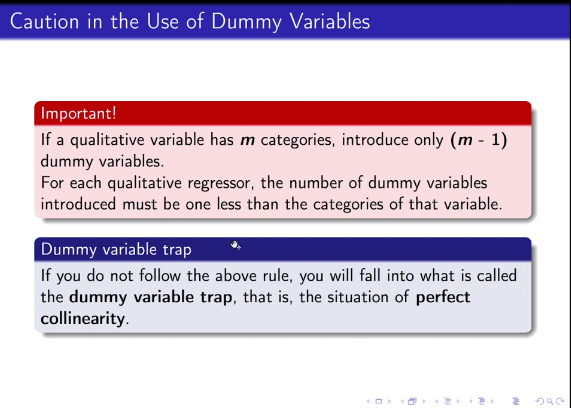 Caution in the Use of Dummy Variables
Important!
If a qualitative variable has m categories, introduce only (m - 1)
dummy variables.
For each qualitative regressor, the number of dummy variables
introduced must be one less than the categories of that variable.
Dummy variable trap
If you do not follow the above rule, you will fall into what is called
the dummy variable trap, that is, the situation of perfect
collinearity.